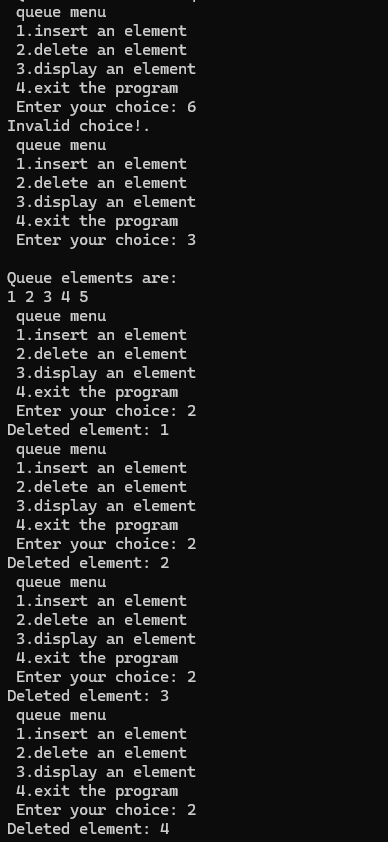 queue menu
1.insert an element
2.delete an element
3.display an element
4.exit the program
Enter your choice: 6
Invalid choice!.
queue menu
1.insert an element
2.delete an element
3.display an element
4.exit the program
Enter your choice: 3
Queue elements are:
1 2 3 4 5
queue menu
1.insert an element
2.delete an element
3.display an element
4.exit the program
Enter your choice: 2
Deleted element: 1
queue menu
1.insert an element
2.delete an element
3.display an element
4.exit the program
Enter your choice: 2
Deleted element: 2
queue menu
1.insert an element
2.delete an element
3.display an element
4.exit the program
Enter your choice: 2
Deleted element: 3
queue menu
1.insert an element
2.delete an element
3.display an element
4.exit the program
Enter your choice: 2
Deleted element: 4